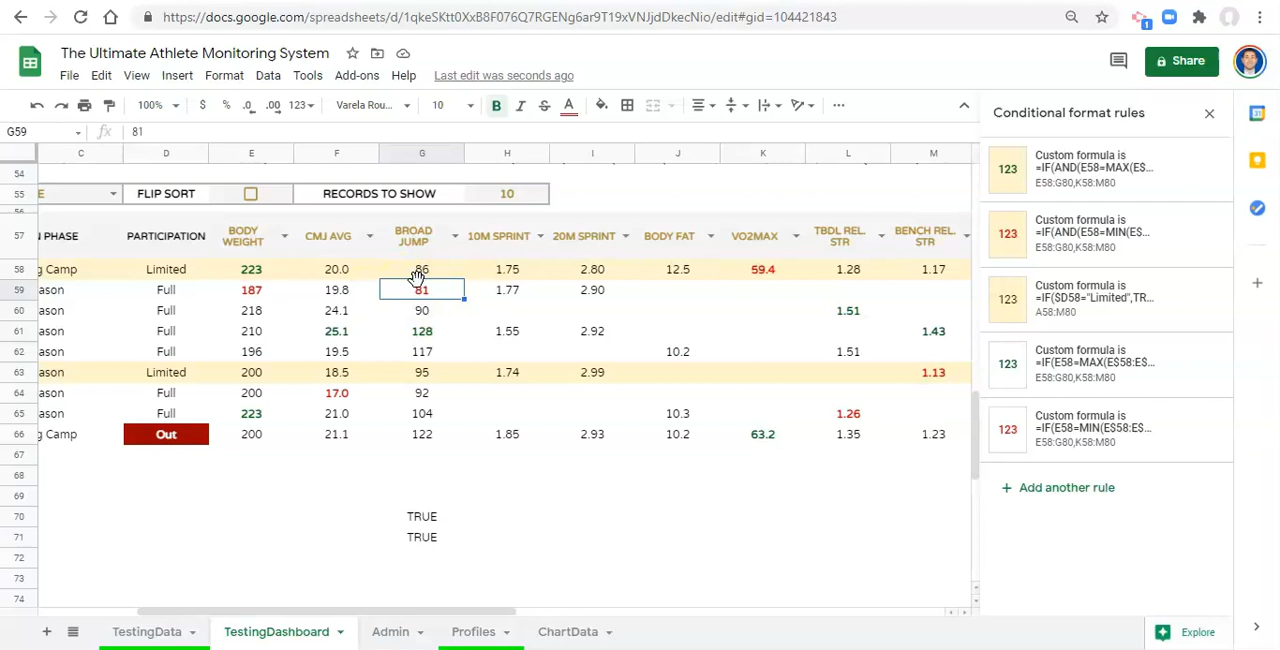 https://docs.google.com/spreadsheets/d/1qkeSKtt0XxB8F076Q7RGENg6ar9T19xVNJjdDkecNio/edit#gid=104421843
1
The Ultimate Athlete Monitoring System
File Edit View Insert Format Data Tools Add-ons Help Last edit was seconds ago
Share
100% $ % .0 .00 123 Varela Rou... 10 B I S A
G59 fx 81
C D E F G H I J K L M
54
55 E FLIP SORT RECORDS TO SHOW 10
56
57 N PHASE PARTICIPATION BODY WEIGHT CMJ AVG BROAD JUMP 10M SPRINT 20M SPRINT BODY FAT VO2MAX TBDL REL. STR BENCH REL. STR
58 g Camp Limited 223 20.0 86 1.75 2.80 12.5 59.4 1.28 1.17
59 ason Full 187 19.8 81 1.77 2.90
60 ason Full 218 24.1 90 1.51
61 ason Full 210 25.1 128 1.55 2.92 1.43
62 ason Full 196 19.5 117 10.2 1.51
63 ason Limited 200 18.5 95 1.74 2.99 1.13
64 ason Full 200 17.0 92
65 ason Full 223 21.0 104 10.3 1.26
66 g Camp Out 200 21.1 122 1.85 2.93 10.2 63.2 1.35 1.23
67
68
69
70 TRUE
71 TRUE
72
73
74
Conditional format rules
123 Custom formula is
=IF(AND(E58=MAX(E$...
E58:G80,K58:M80
123 Custom formula is
=IF(AND(E58=MIN(E$...
E58:G80,K58:M80
123 Custom formula is
=IF($D58="Limited",TR...
A58:M80
123 Custom formula is
=IF(E58=MAX(E$58:E$...
E58:G80,K58:M80
123 Custom formula is
=IF(E58=MIN(E$58:E$...
E58:G80,K58:M80
+ Add another rule
31
+ TestingData TestingDashboard Admin Profiles ChartData Explore